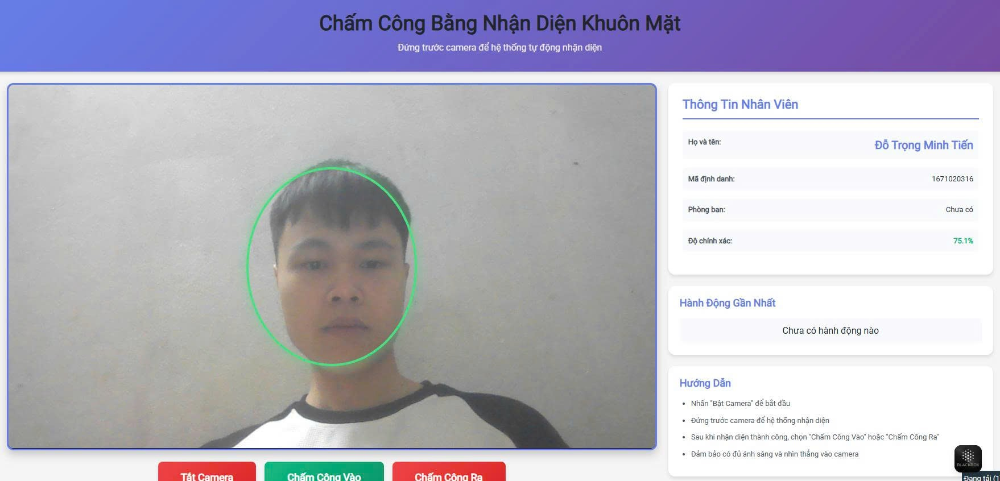 Chấm Công Bằng Nhận Diện Khuôn Mặt
Đứng trước camera để hệ thống tự động nhận diện
Thông Tin Nhân Viên
Họ và tên: Đỗ Trọng Minh Tiến
Mã định danh: 1671020316
Phòng ban: Chưa có
Độ chính xác: 75.1%
Hành Động Gần Nhất
Chưa có hành động nào
Hướng Dẫn
Nhấn "Bật Camera" để bắt đầu
Đứng trước camera để hệ thống nhận diện
Sau khi nhận diện thành công, chọn "Chấm Công Vào" hoặc "Chấm Công Ra"
Đảm bảo có đủ ánh sáng và nhìn thẳng vào camera
BLACKBOX
Tắt Camera Chấm Công Vào Chấm Công Ra
Đang tải (1